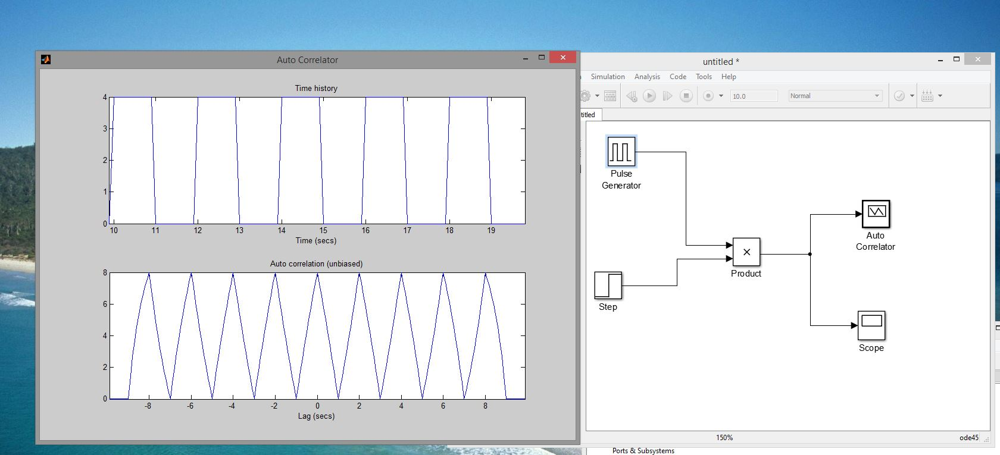 Auto Correlator
Time history
4
3
2
1
0
10 11 12 13 14 15 16 17 18 19
Time (secs)
Auto correlation (unbiased)
8
6
4
2
0
-8 -6 -4 -2 0 2 4 6 8
Lag (secs)
untitled *
Simulation Analysis Code Tools Help
10.0 Normal
titled
Pulse
Generator
Auto
Correlator
Product
Step
Scope
150% ode45
Ports & Subsystems